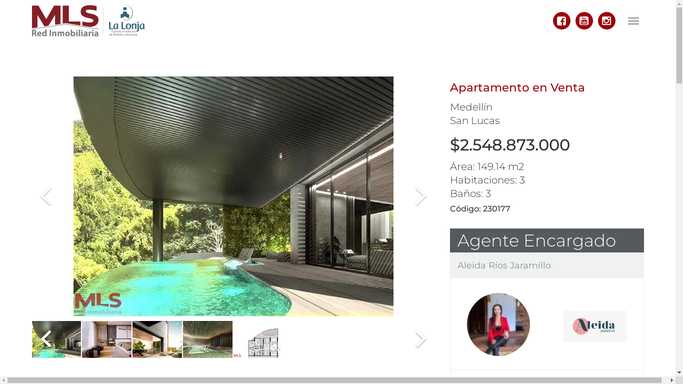 MLS
Red Inmobiliaria
La Lonja
Apartamento en Venta
Medellín
San Lucas
$2.548.873.000
Área: 149.14 m2
Habitaciones: 3
Baños: 3
Código: 230177
Agente Encargado
Aleida Rios Jaramillo
MLS
Inmobiliaria
Aleida